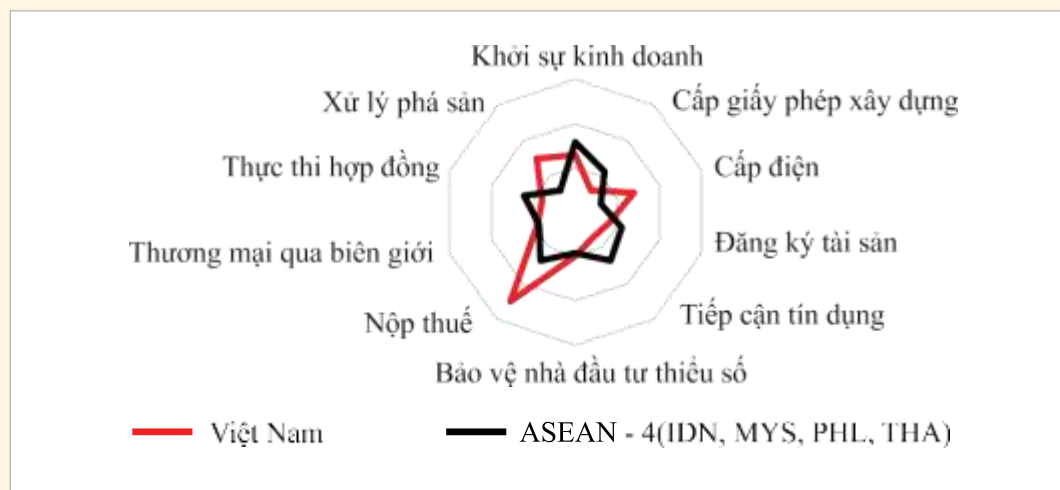 Khởi sự kinh doanh
Xử lý phá sản
Cấp giấy phép xây dựng
Thực thi hợp đồng
Cấp điện
Thương mại qua biên giới
Đăng ký tài sản
Nộp thuế
Tiếp cận tín dụng
Bảo vệ nhà đầu tư thiểu số
Việt Nam
ASEAN - 4(IDN, MYS, PHL, THA)